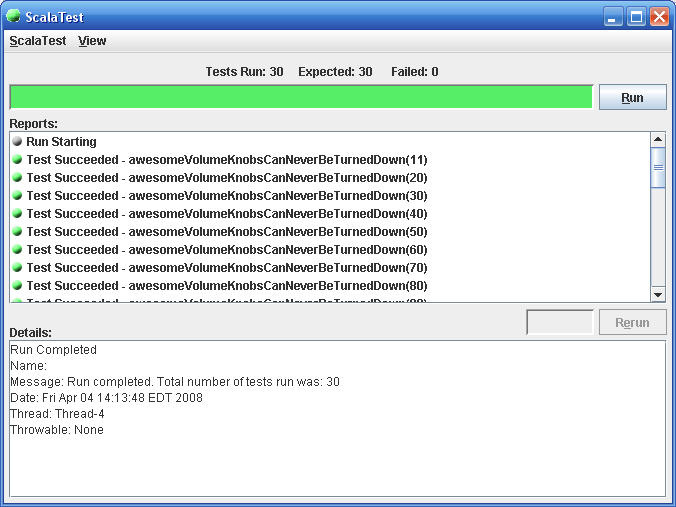 ScalaTest
ScalaTest View
Tests Run: 30 Expected: 30 Failed: 0
Run
Reports:
Run Starting
Test Succeeded - awesomeVolumeKnobsCanNeverBeTurnedDown(11)
Test Succeeded - awesomeVolumeKnobsCanNeverBeTurnedDown(20)
Test Succeeded - awesomeVolumeKnobsCanNeverBeTurnedDown(30)
Test Succeeded - awesomeVolumeKnobsCanNeverBeTurnedDown(40)
Test Succeeded - awesomeVolumeKnobsCanNeverBeTurnedDown(50)
Test Succeeded - awesomeVolumeKnobsCanNeverBeTurnedDown(60)
Test Succeeded - awesomeVolumeKnobsCanNeverBeTurnedDown(70)
Test Succeeded - awesomeVolumeKnobsCanNeverBeTurnedDown(80)
Test Succeeded - awesomeVolumeKnobsCanNeverBeTurnedDown
Rerun
Details:
Run Completed
Name:
Message: Run completed. Total number of tests run was: 30
Date: Fri Apr 04 14:13:48 EDT 2008
Thread: Thread-4
Throwable: None